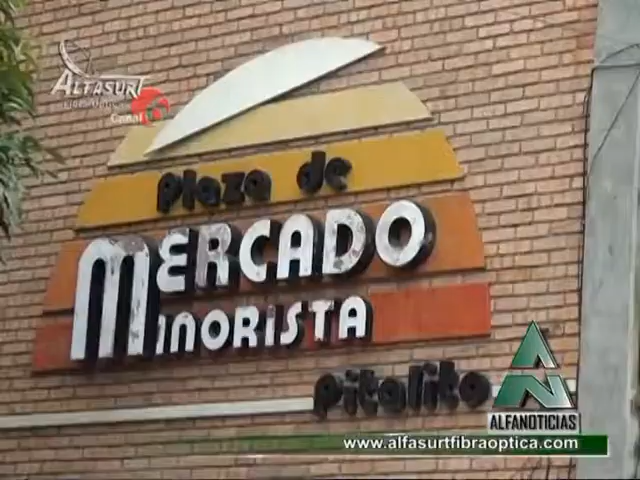 ALFASURT
Canal
plaza de
MERCADO
MINORISTA
pitalito
ALFANOTICIAS
www.alfasurtfibraoptica.com